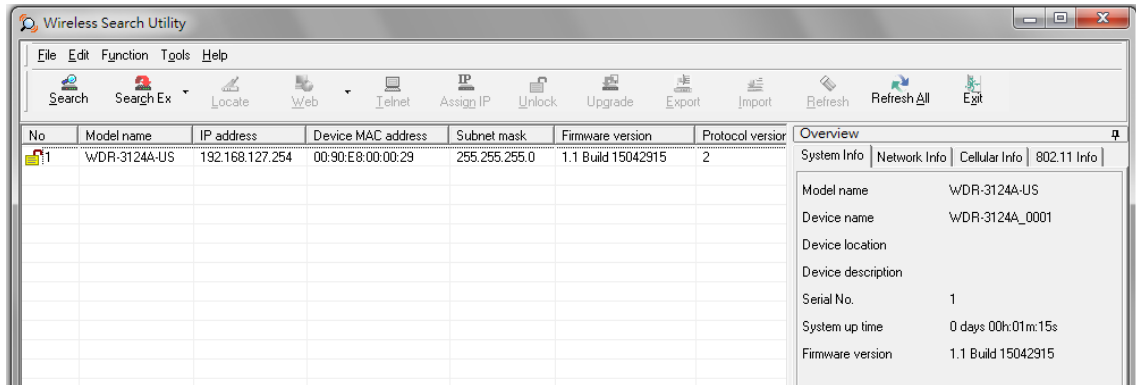 Wireless Search Utility
File Edit Function Tools Help
Search Search Ex Locate Web Telnet Assign IP Unlock Upgrade Export Import Refresh Refresh All Exit
IP
No Model name IP address Device MAC address Subnet mask Firmware version Protocol version
1 WDR-3124A-US 192.168.127.254 00:90:E8:00:00:29 255.255.255.0 1.1 Build 15042915 2
Overview
System Info Network Info Cellular Info 802.11 Info
Model name WDR-3124A-US
Device name WDR-3124A_0001
Device location
Device description
Serial No. 1
System up time 0 days 00h:01m:15s
Firmware version 1.1 Build 15042915